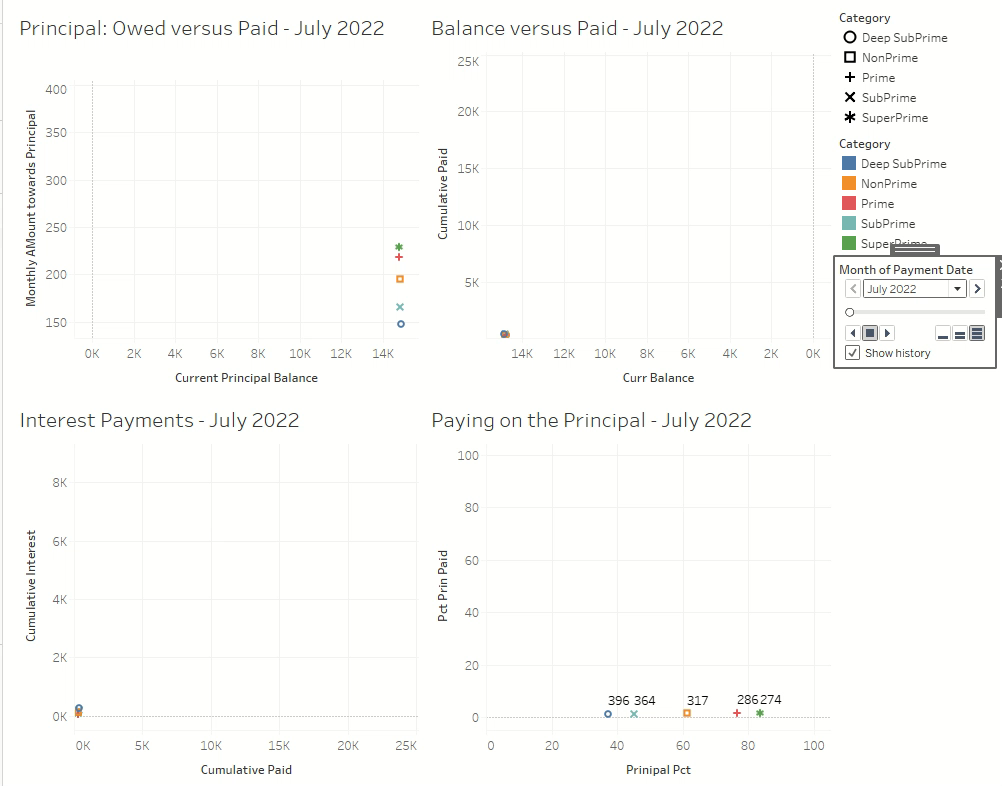 Principal: Owed versus Paid - July 2022
Monthly AMount towards Principal
400
350
300
250
200
150
0K 2K 4K 6K 8K 10K 12K 14K
Current Principal Balance
Balance versus Paid - July 2022
Cumulative Paid
25K
20K
15K
10K
5K
14K 12K 10K 8K 6K 4K 2K 0K
Curr Balance
Category
Deep SubPrime
NonPrime
Prime
SubPrime
SuperPrime
Category
Deep SubPrime
NonPrime
Prime
SubPrime
SuperPrime
Month of Payment Date
July 2022
Show history
Interest Payments - July 2022
Cumulative Interest
8K
6K
4K
2K
0K
0K 5K 10K 15K 20K 25K
Cumulative Paid
Paying on the Principal - July 2022
Pct Prin Paid
100
80
60
40
20
0
396 364 317 286 274
0 20 40 60 80 100
Prinipal Pct